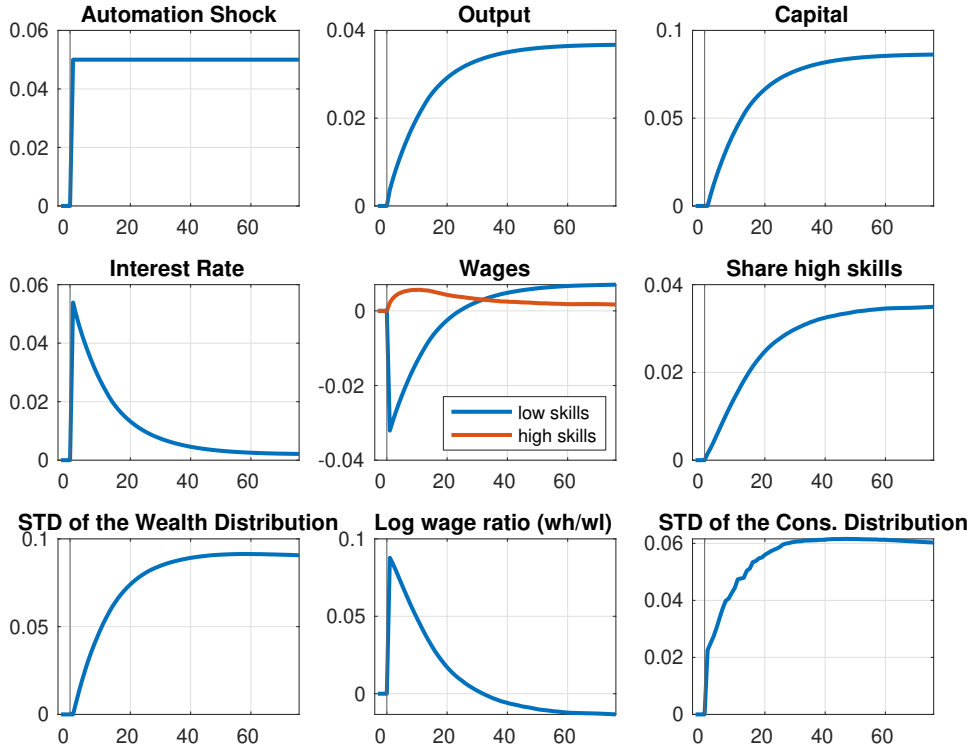 Automation Shock
0.06
0.04
0.02
0
0 20 40 60
Output
0.04
0.02
0
0 20 40 60
Capital
0.1
0.05
0
0 20 40 60
Interest Rate
0.06
0.04
0.02
0
0 20 40 60
Wages
0
-0.02
-0.04
low skills
high skills
0 20 40 60
Share high skills
0.04
0.02
0
0 20 40 60
STD of the Wealth Distribution
0.1
0.05
0
0 20 40 60
Log wage ratio (wh/wl)
0.1
0.05
0
0 20 40 60
STD of the Cons. Distribution
0.06
0.04
0.02
0
0 20 40 60